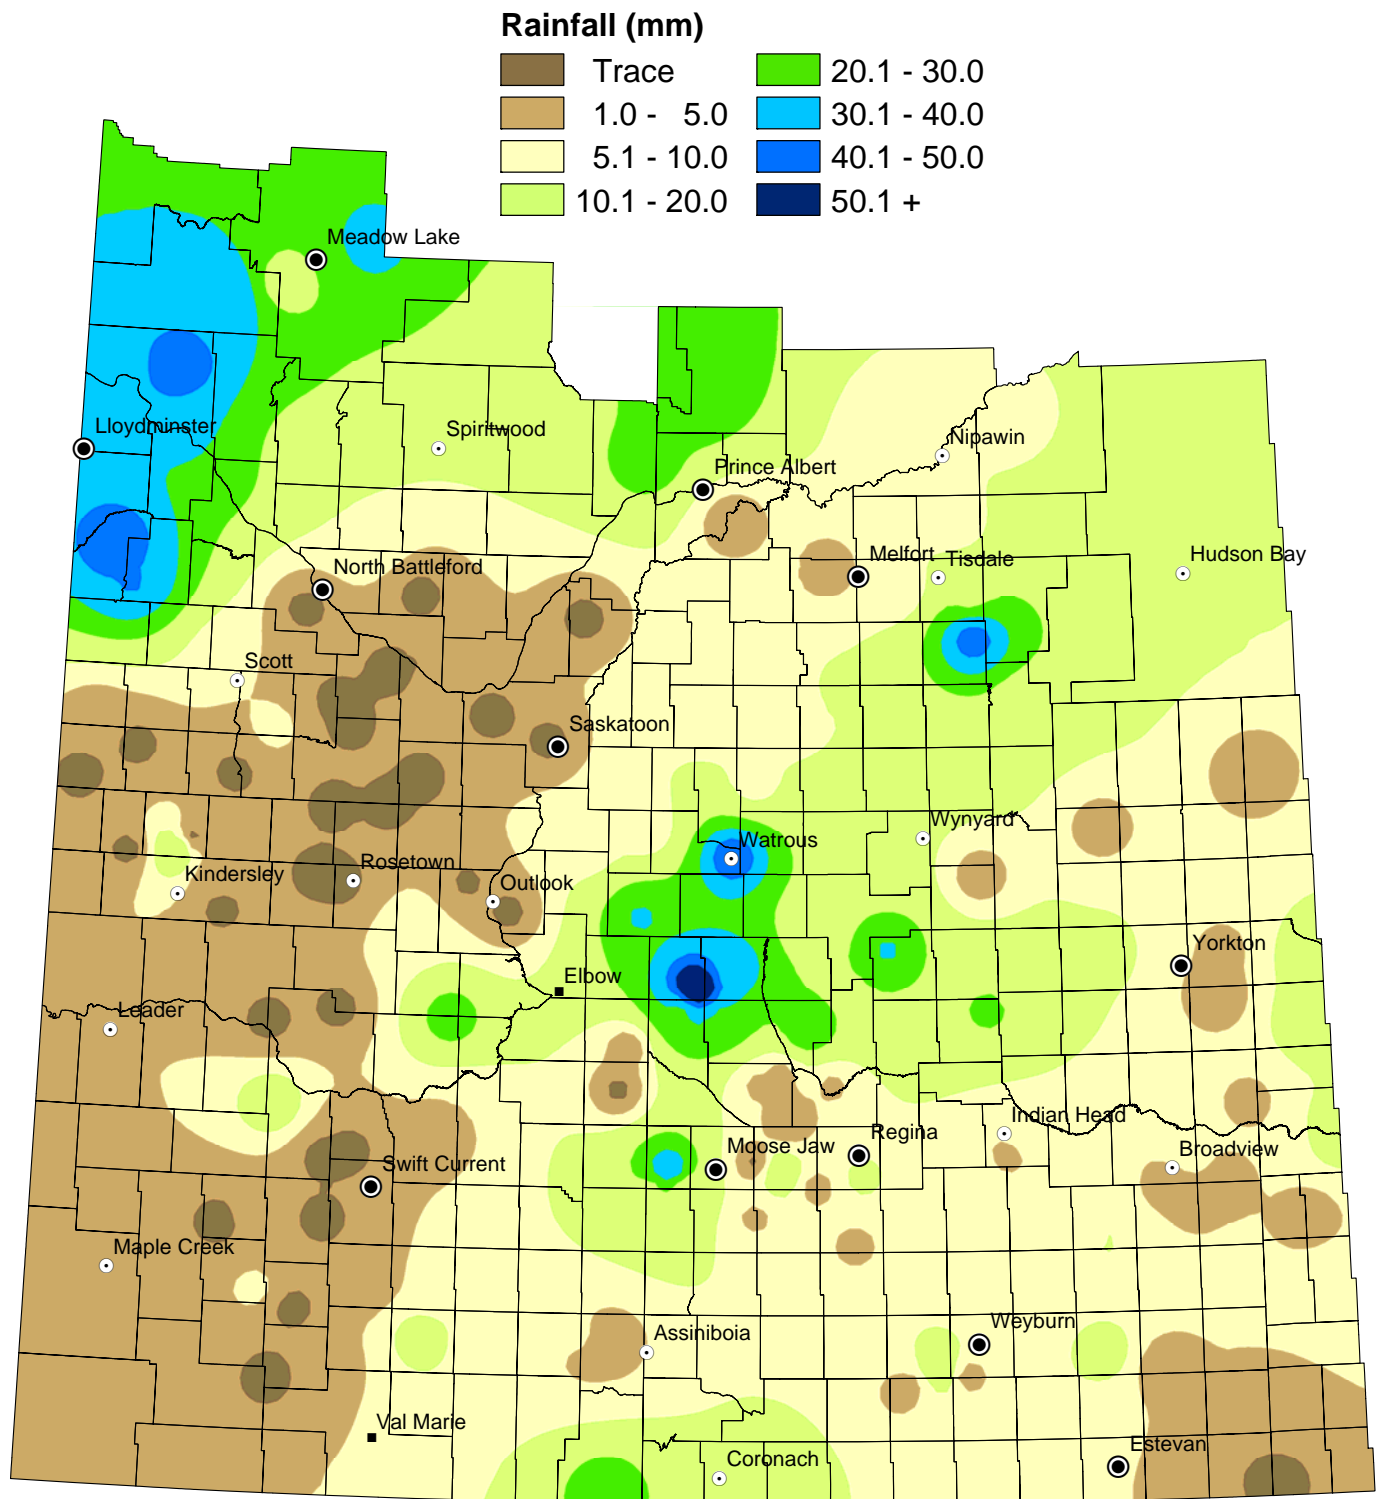 Rainfall (mm)
Trace
1.0 - 5.0
5.1 - 10.0
10.1 - 20.0
20.1 - 30.0
30.1 - 40.0
40.1 - 50.0
50.1 +
Meadow Lake
Lloydminster
Spiritwood
Nipawin
Prince Albert
North Battleford
Melfort
Tisdale
Hudson Bay
Scott
Saskatoon
Watrous
Wynyard
Kindersley
Rosetown
Outlook
Yorkton
Elbow
Leader
Indian Head
Regina
Moose Jaw
Broadview
Swift Current
Maple Creek
Assiniboia
Weyburn
Val Marie
Estevan
Coronach